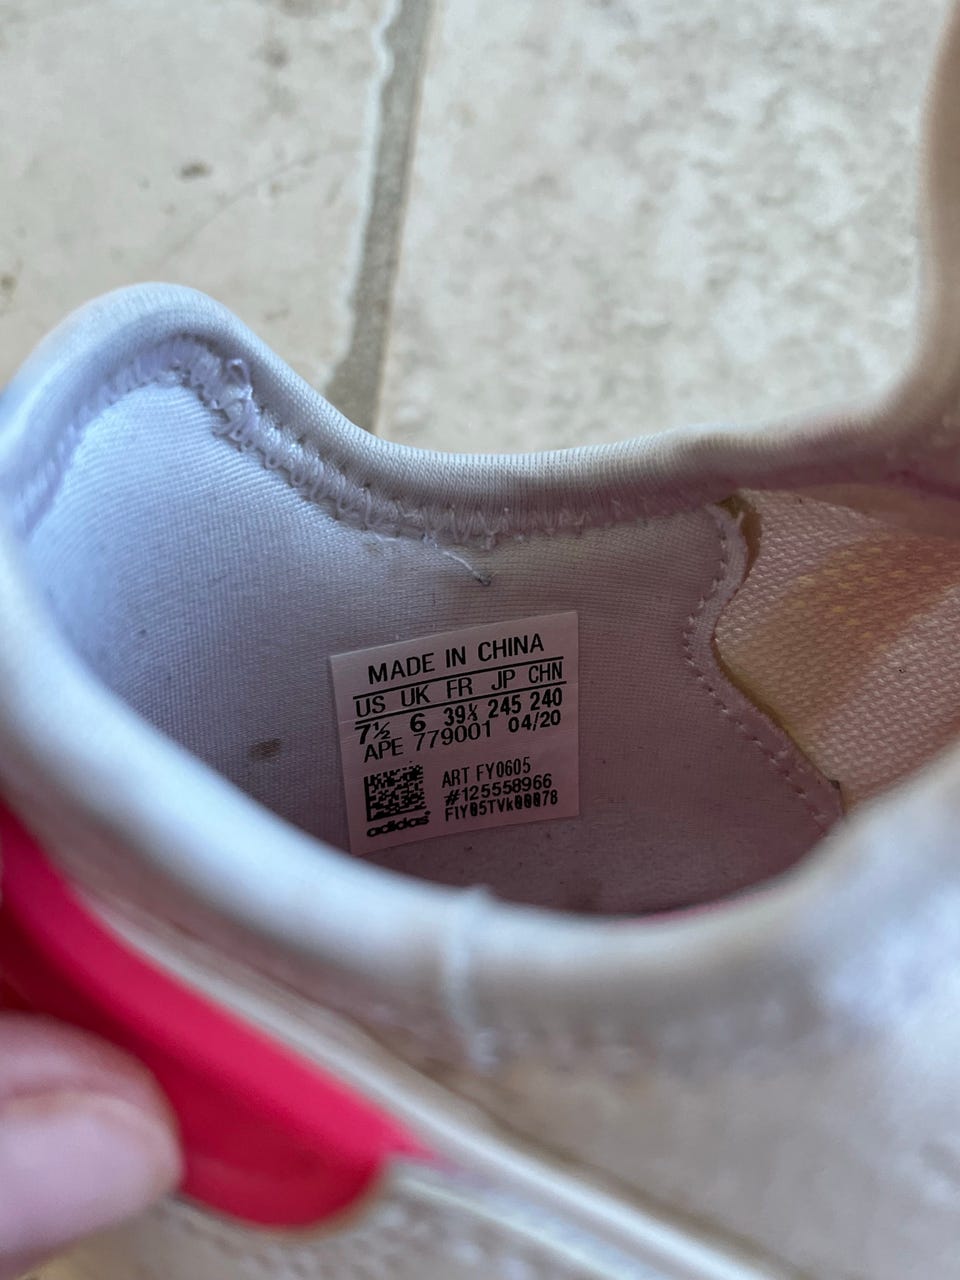 MADE IN CHINA
US UK FR JP CHN
7½ 6 39⅓ 245 240
APE 779001 04/20
ART FY0605
#125558966
F1Y05TVk00078
adidas